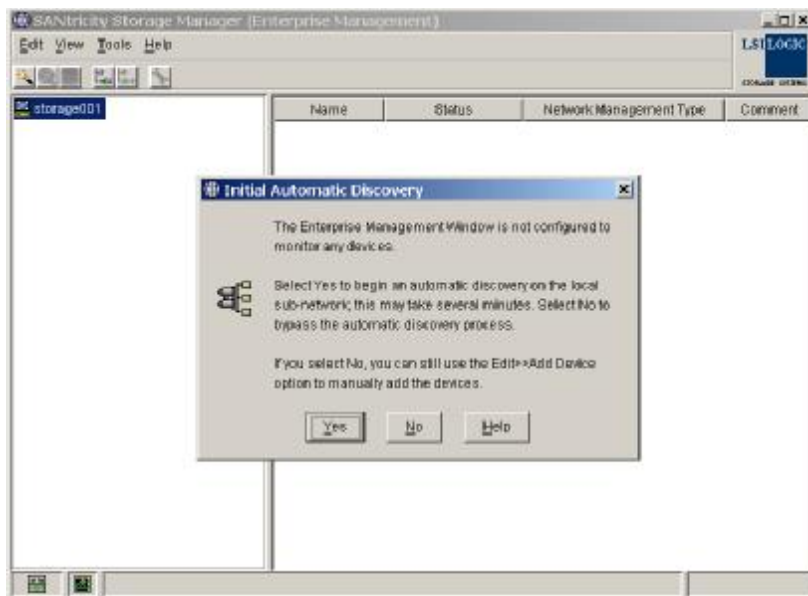 SANtricity Storage Manager (Enterprise Management)
Edit View Tools Help
LSI LOGIC
storage001
Name Status Network Management Type Comment
Initial Automatic Discovery
The Enterprise Management Window is not configured to
monitor any devices.
Select Yes to begin an automatic discovery on the local
sub-network; this may take several minutes. Select No to
bypass the automatic discovery process.
If you select No, you can still use the Edit>>Add Device
option to manually add the devices.
Yes No Help